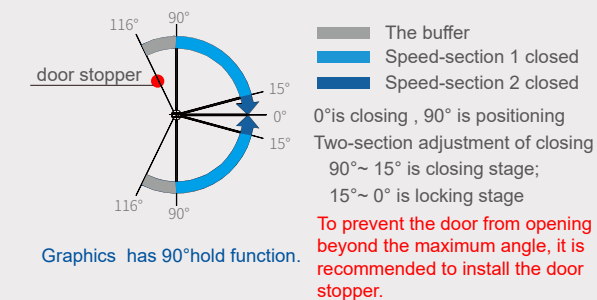 116°
90°
door stopper
15°
0°
15°
116°
90°
Graphics  has 90°hold function.
The buffer
Speed-section 1 closed
Speed-section 2 closed
0°is closing , 90° is positioning
Two-section adjustment of closing
90°~ 15° is closing stage;
15°~ 0° is locking stage
To prevent the door from opening
beyond the maximum angle, it is
recommended to install the door
stopper.